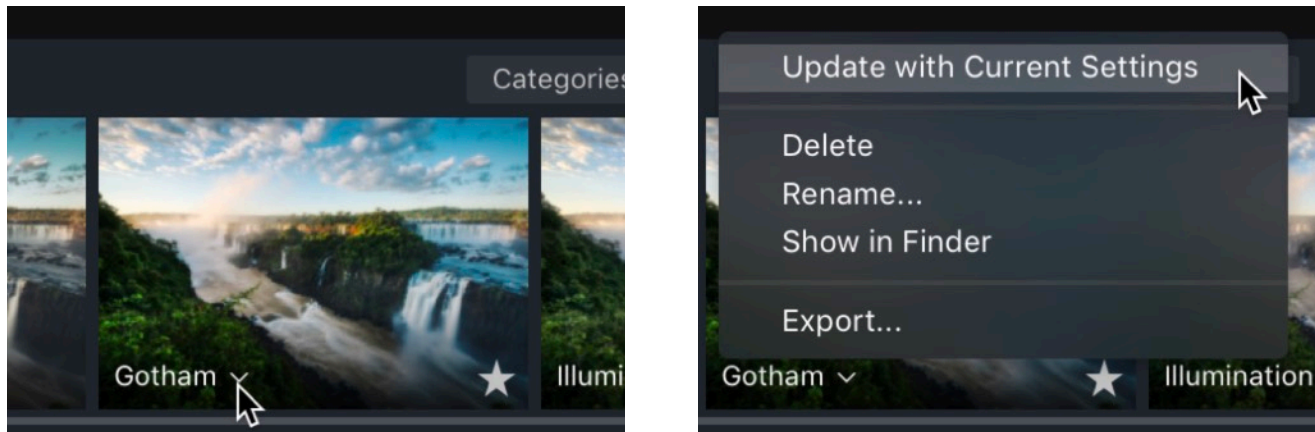 Categories
Gotham
Illumi
Update with Current Settings
Delete
Rename...
Show in Finder
Export...
Gotham
Illumination